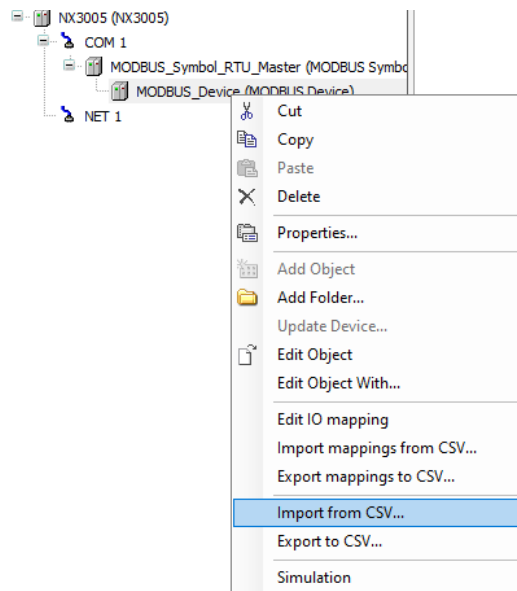 NX3005 (NX3005)
COM 1
MODBUS_Symbol_RTU_Master (MODBUS Symbo
MODBUS_Device (MODBUS Device)
NET 1
Cut
Copy
Paste
Delete
Properties...
Add Object
Add Folder...
Update Device...
Edit Object
Edit Object With...
Edit IO mapping
Import mappings from CSV...
Export mappings to CSV...
Import from CSV...
Export to CSV...
Simulation